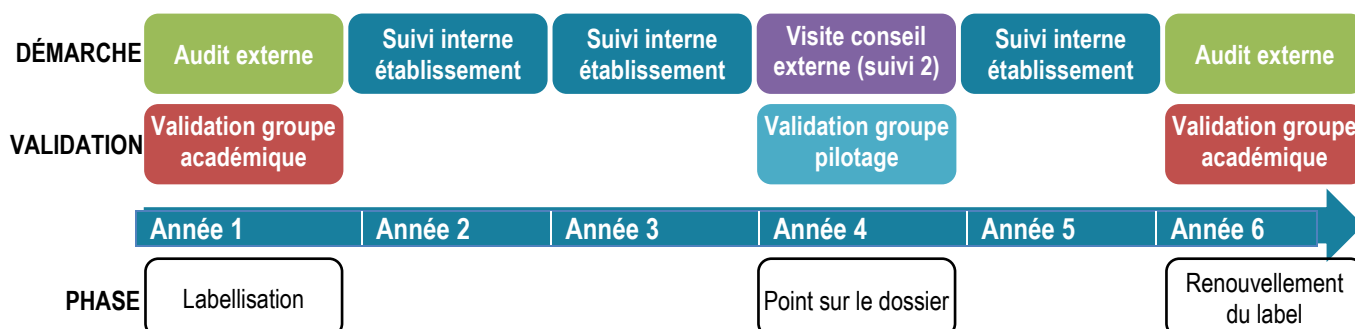 DÉMARCHE
Audit externe
Suivi interne
établissement
Suivi interne
établissement
Visite conseil
externe (suivi 2)
Suivi interne
établissement
Audit externe
VALIDATION
Validation groupe
académique
Validation groupe
pilotage
Validation groupe
académique
Année 1
Année 2
Année 3
Année 4
Année 5
Année 6
PHASE
Labellisation
Point sur le dossier
Renouvellement
du label